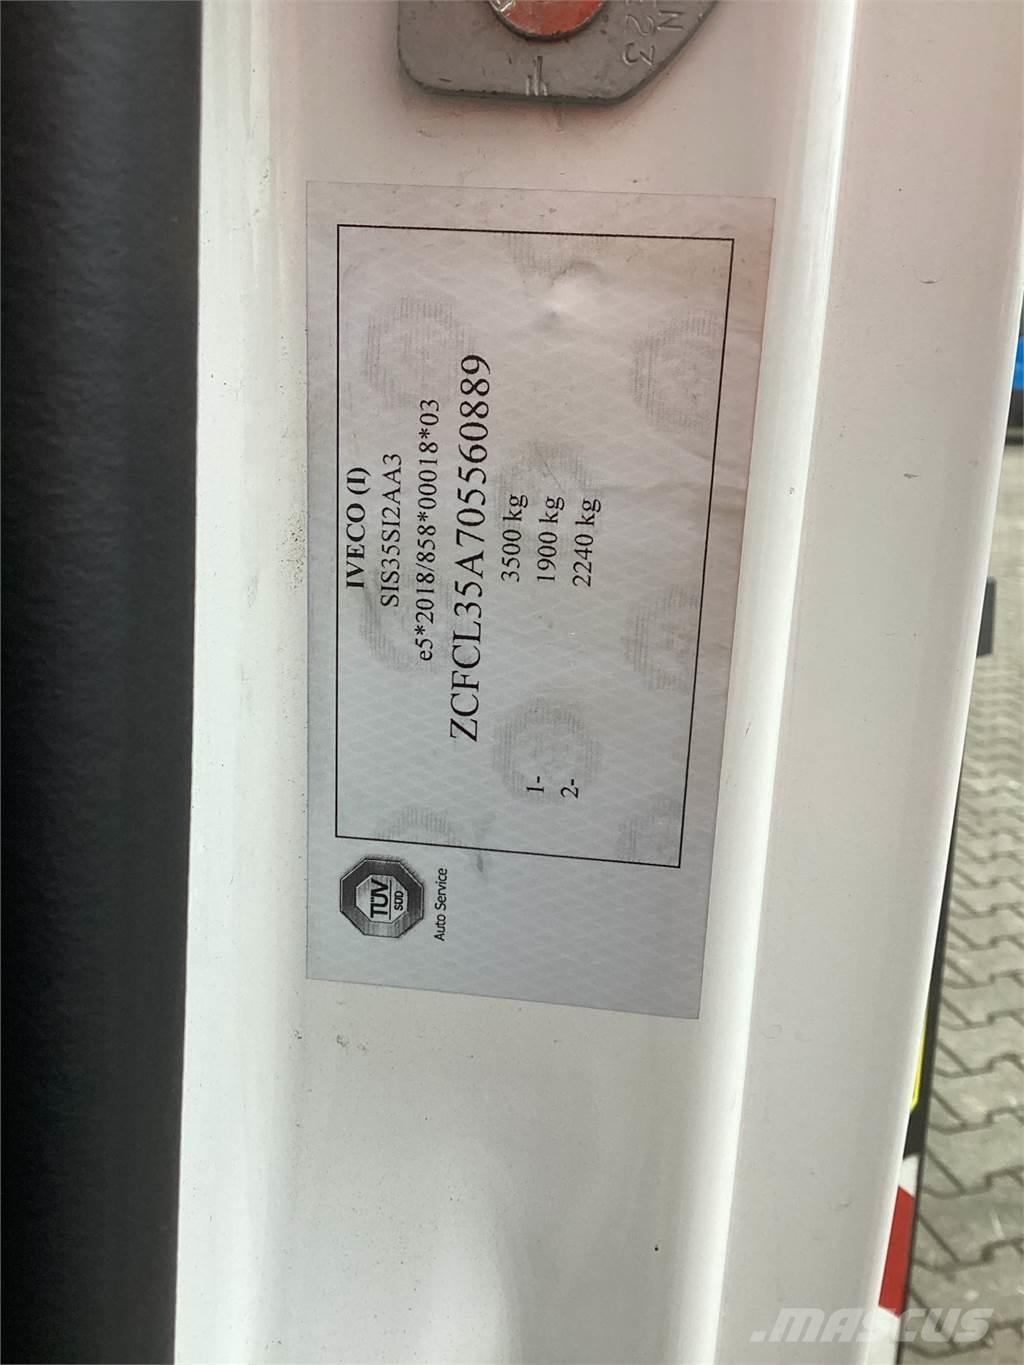 N
E23
IVECO (I)
SIS35SI2AA3
e5*2018/858*00018*03
ZCFCL35A705560889
3500 kg
1- 1900 kg
2- 2240 kg
TÜV
SÜD
Auto Service
.MASCUS